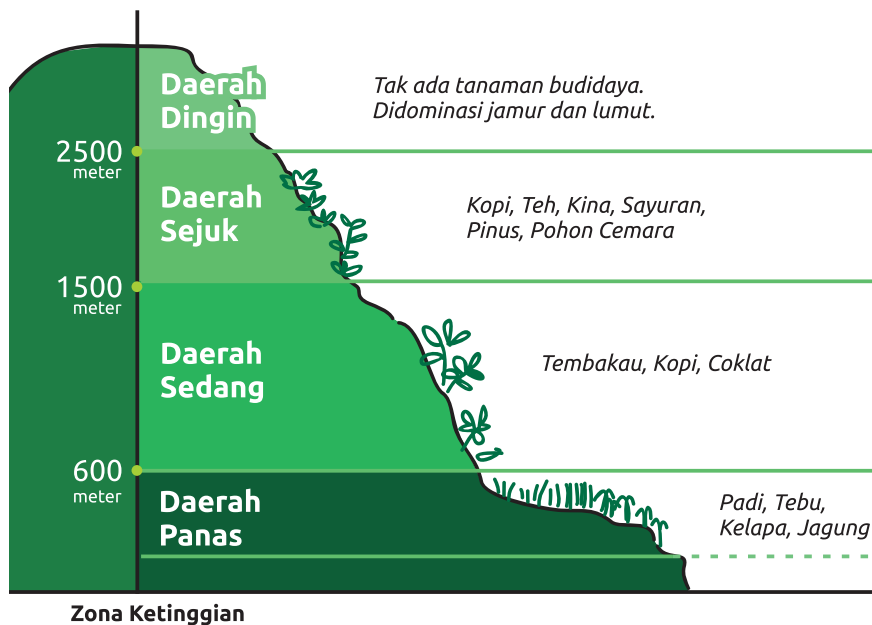 Daerah
Dingin
Tak ada tanaman budidaya.
Didominasi jamur dan lumut.
2500
meter
Daerah
Sejuk
Kopi, Teh, Kina, Sayuran,
Pinus, Pohon Cemara
1500
meter
Daerah
Sedang
Tembakau, Kopi, Coklat
600
meter
Daerah
Panas
Padi, Tebu,
Kelapa, Jagung
Zona Ketinggian